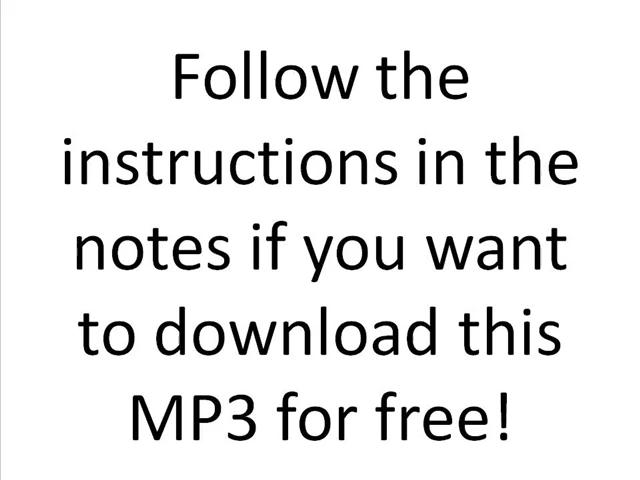 Follow the
instructions in the
notes if you want
to download this
MP3 for free!